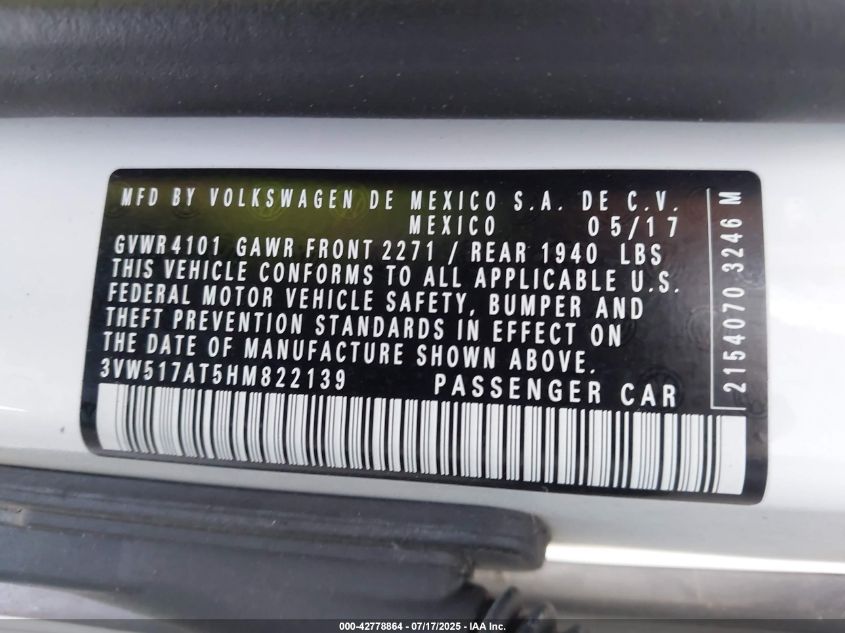 MFD BY VOLKSWAGEN DE MEXICO S.A. DE C.V.
MEXICO 05/17
GVWR 4101 GAWR FRONT 2271 / REAR 1940 LBS
THIS VEHICLE CONFORMS TO ALL APPLICABLE U.S.
FEDERAL MOTOR VEHICLE SAFETY, BUMPER AND
THEFT PREVENTION STANDARDS IN EFFECT ON
THE DATE OF MANUFACTURE SHOWN ABOVE.
3VW517AT5HM822139 PASSENGER CAR
2154070 3246 M
000-42778864 - 07/17/2025 - IAA Inc.